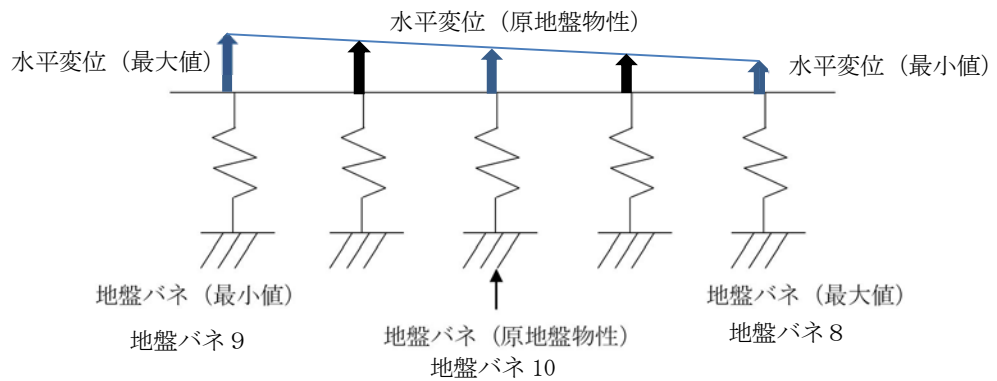 水平変位（原地盤物性）
水平変位（最大値）
水平変位（最小値）
地盤バネ（最小値）
地盤バネ９
地盤バネ（原地盤物性）
地盤バネ 10
地盤バネ（最大値）
地盤バネ８